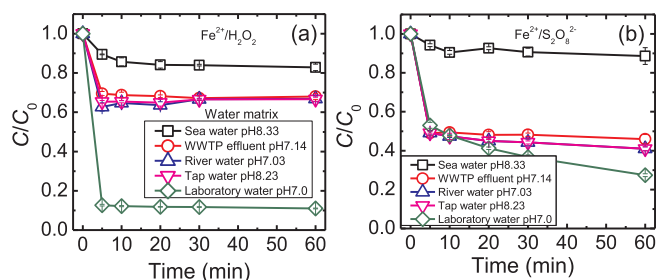 (a)
Fe²⁺/H₂O₂
C/C₀
1.0
0.8
0.6
0.4
0.2
0.0
Water matrix
Sea water pH8.33
WWTP effluent pH7.14
River water pH7.03
Tap water pH8.23
Laboratory water pH7.0
0 10 20 30 40 50 60
Time (min)
(b)
Fe²⁺/S₂O₈²⁻
C/C₀
1.0
0.8
0.6
0.4
0.2
0.0
Sea water pH8.33
WWTP effluent pH7.14
River water pH7.03
Tap water pH8.23
Laboratory water pH7.0
0 10 20 30 40 50 60
Time (min)